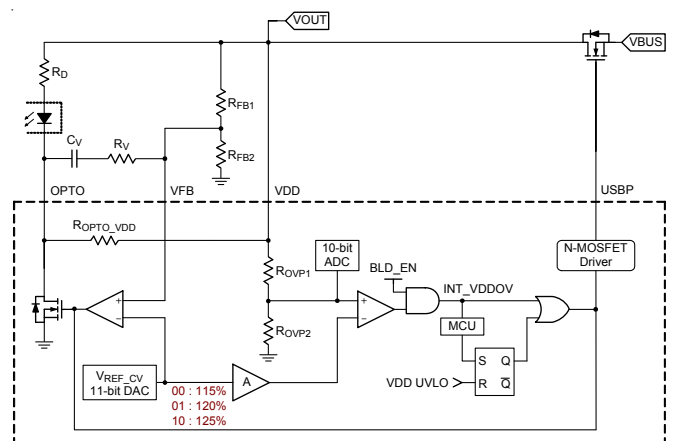 VOUT
VBUS
RD
RFB1
CV
RV
RFB2
OPTO
VFB
VDD
USBP
ROPTO_VDD
10-bit
ADC
N-MOSFET
Driver
ROVP1
BLD_EN
INT_VDDOV
+
−
+
−
MCU
ROVP2
S Q
R Q̅
VREF_CV
11-bit DAC
A
VDD UVLO
00 : 115%
01 : 120%
10 : 125%